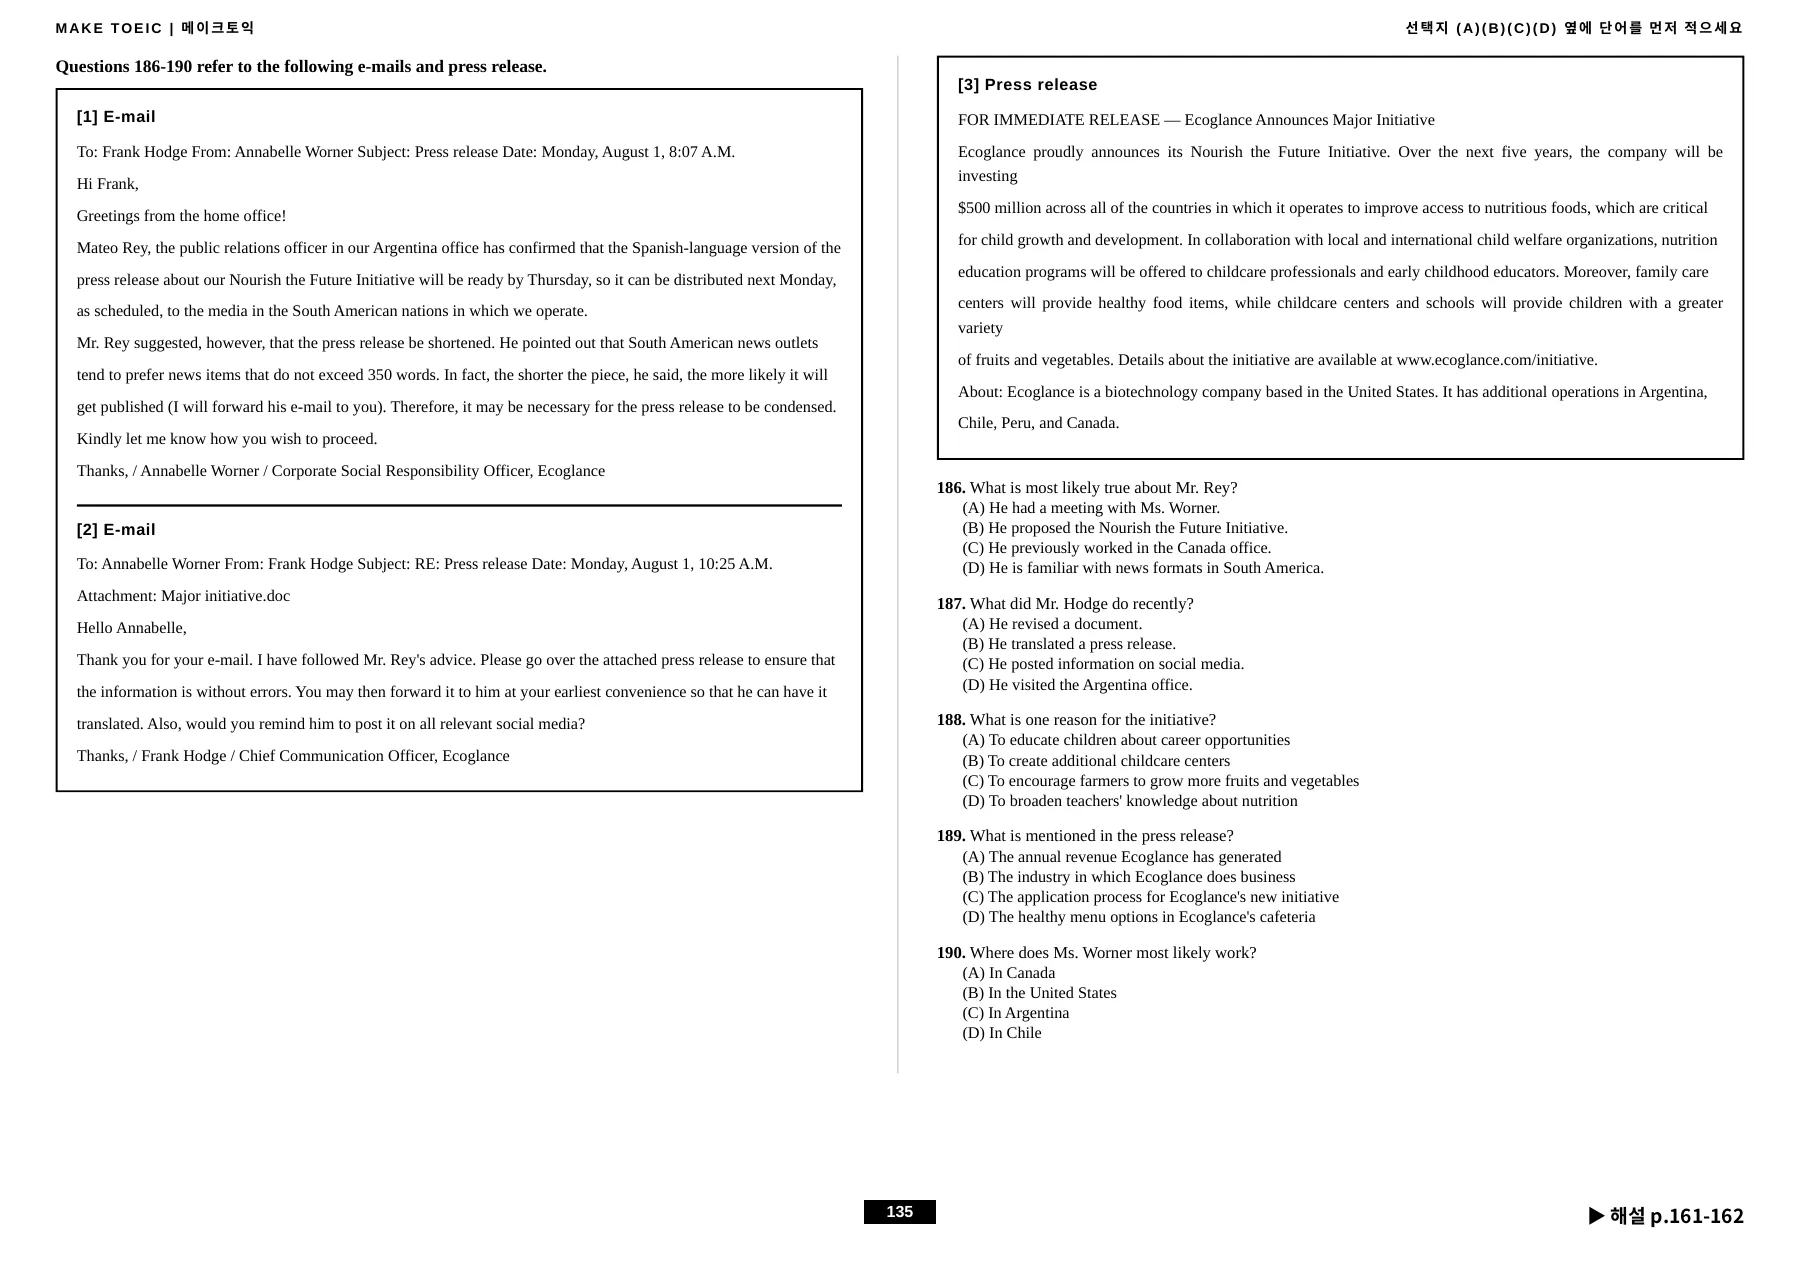 MAKE TOEIC | 메이크토익
선택지 (A)(B)(C)(D) 옆에 단어를 먼저 적으세요
Questions 186-190 refer to the following e-mails and press release.
[1] E-mail
To: Frank Hodge From: Annabelle Worner Subject: Press release Date: Monday, August 1, 8:07 A.M.
Hi Frank,
Greetings from the home office!
Mateo Rey, the public relations officer in our Argentina office has confirmed that the Spanish-language version of the
press release about our Nourish the Future Initiative will be ready by Thursday, so it can be distributed next Monday,
as scheduled, to the media in the South American nations in which we operate.
Mr. Rey suggested, however, that the press release be shortened. He pointed out that South American news outlets
tend to prefer news items that do not exceed 350 words. In fact, the shorter the piece, he said, the more likely it will
get published (I will forward his e-mail to you). Therefore, it may be necessary for the press release to be condensed.
Kindly let me know how you wish to proceed.
Thanks, / Annabelle Worner / Corporate Social Responsibility Officer, Ecoglance
[2] E-mail
To: Annabelle Worner From: Frank Hodge Subject: RE: Press release Date: Monday, August 1, 10:25 A.M.
Attachment: Major initiative.doc
Hello Annabelle,
Thank you for your e-mail. I have followed Mr. Rey's advice. Please go over the attached press release to ensure that
the information is without errors. You may then forward it to him at your earliest convenience so that he can have it
translated. Also, would you remind him to post it on all relevant social media?
Thanks, / Frank Hodge / Chief Communication Officer, Ecoglance
[3] Press release
FOR IMMEDIATE RELEASE — Ecoglance Announces Major Initiative
Ecoglance proudly announces its Nourish the Future Initiative. Over the next five years, the company will be
investing
$500 million across all of the countries in which it operates to improve access to nutritious foods, which are critical
for child growth and development. In collaboration with local and international child welfare organizations, nutrition
education programs will be offered to childcare professionals and early childhood educators. Moreover, family care
centers will provide healthy food items, while childcare centers and schools will provide children with a greater
variety
of fruits and vegetables. Details about the initiative are available at www.ecoglance.com/initiative.
About: Ecoglance is a biotechnology company based in the United States. It has additional operations in Argentina,
Chile, Peru, and Canada.
186. What is most likely true about Mr. Rey?
(A) He had a meeting with Ms. Worner.
(B) He proposed the Nourish the Future Initiative.
(C) He previously worked in the Canada office.
(D) He is familiar with news formats in South America.
187. What did Mr. Hodge do recently?
(A) He revised a document.
(B) He translated a press release.
(C) He posted information on social media.
(D) He visited the Argentina office.
188. What is one reason for the initiative?
(A) To educate children about career opportunities
(B) To create additional childcare centers
(C) To encourage farmers to grow more fruits and vegetables
(D) To broaden teachers' knowledge about nutrition
189. What is mentioned in the press release?
(A) The annual revenue Ecoglance has generated
(B) The industry in which Ecoglance does business
(C) The application process for Ecoglance's new initiative
(D) The healthy menu options in Ecoglance's cafeteria
190. Where does Ms. Worner most likely work?
(A) In Canada
(B) In the United States
(C) In Argentina
(D) In Chile
135
▶ 해설 p.161-162